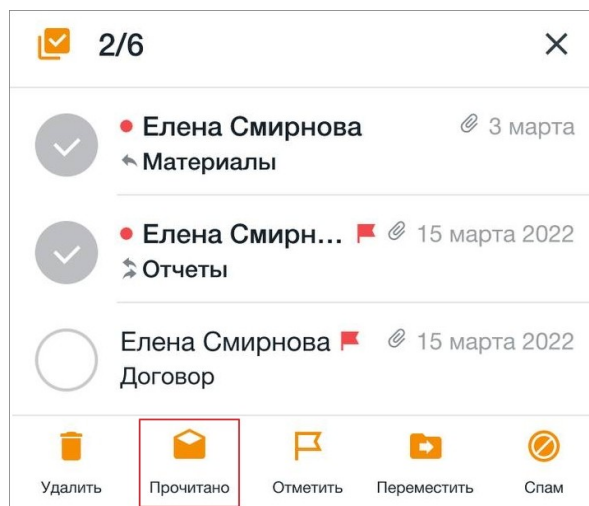 2/6
Елена Смирнова 3 марта
Материалы
Елена Смирн... 15 марта 2022
Отчеты
Елена Смирнова 15 марта 2022
Договор
Удалить Прочитано Отметить Переместить Спам